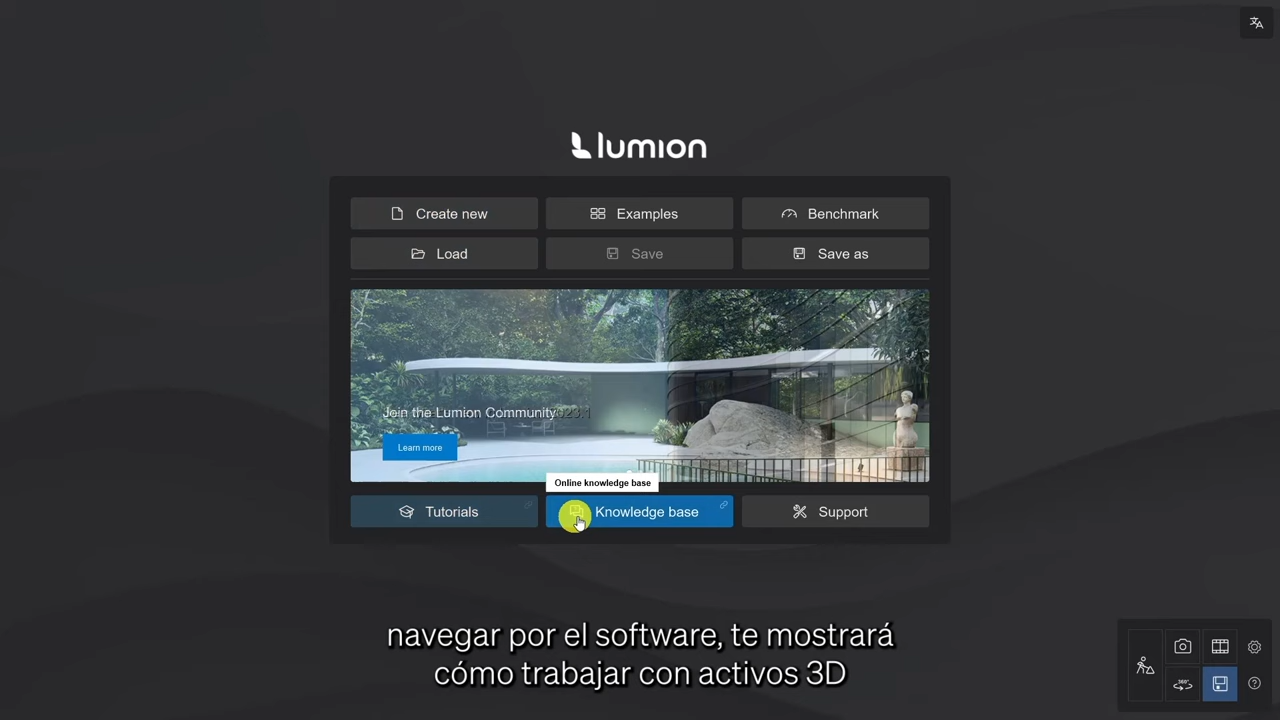 lumion
Create new
Examples
Benchmark
Load
Save
Save as
Join the Lumion Community
Learn more
Online knowledge base
Tutorials
Knowledge base
Support
navegar por el software, te mostrará
cómo trabajar con activos 3D
360°